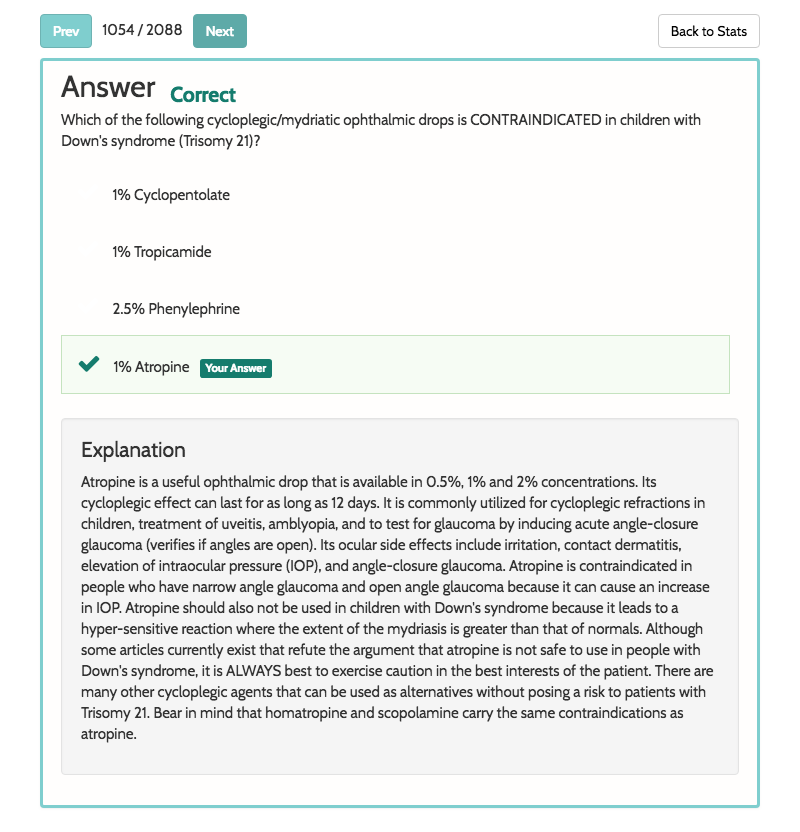 Prev 1054 / 2088 Next Back to Stats
Answer Correct
Which of the following cycloplegic/mydriatic ophthalmic drops is CONTRAINDICATED in children with
Down's syndrome (Trisomy 21)?
1% Cyclopentolate
1% Tropicamide
2.5% Phenylephrine
1% Atropine Your Answer
Explanation
Atropine is a useful ophthalmic drop that is available in 0.5%, 1% and 2% concentrations. Its
cycloplegic effect can last for as long as 12 days. It is commonly utilized for cycloplegic refractions in
children, treatment of uveitis, amblyopia, and to test for glaucoma by inducing acute angle-closure
glaucoma (verifies if angles are open). Its ocular side effects include irritation, contact dermatitis,
elevation of intraocular pressure (IOP), and angle-closure glaucoma. Atropine is contraindicated in
people who have narrow angle glaucoma and open angle glaucoma because it can cause an increase
in IOP. Atropine should also not be used in children with Down's syndrome because it leads to a
hyper-sensitive reaction where the extent of the mydriasis is greater than that of normals. Although
some articles currently exist that refute the argument that atropine is not safe to use in people with
Down's syndrome, it is ALWAYS best to exercise caution in the best interests of the patient. There are
many other cycloplegic agents that can be used as alternatives without posing a risk to patients with
Trisomy 21. Bear in mind that homatropine and scopolamine carry the same contraindications as
atropine.